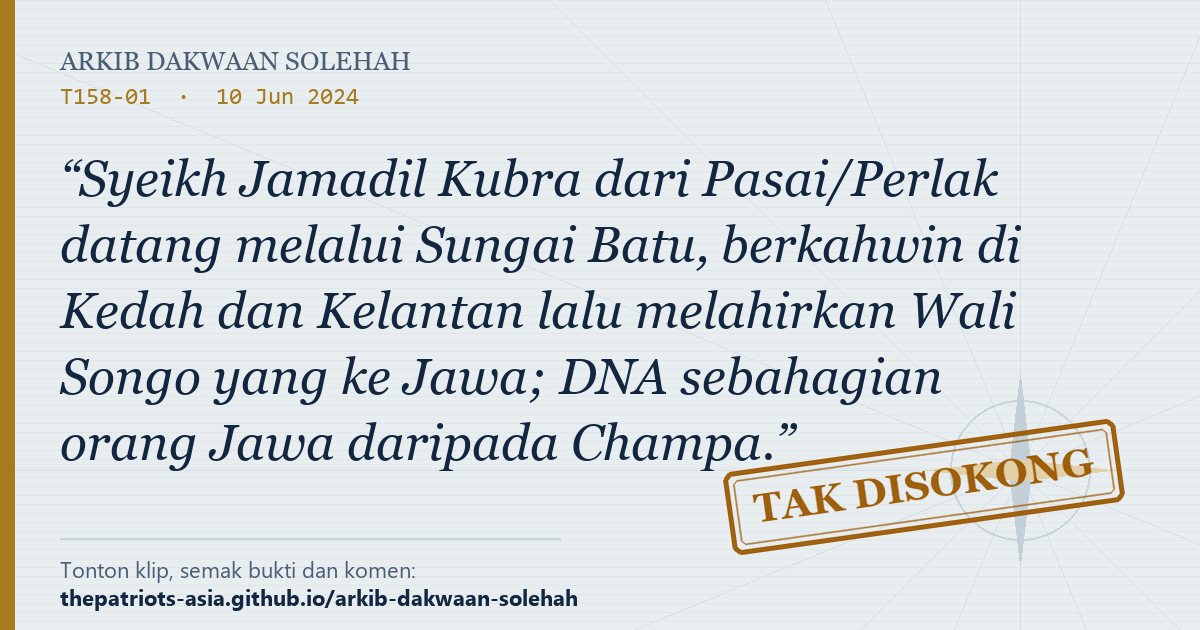 ARKIB DAKWAAN SOLEHAH
T158-01 · 10 Jun 2024
“Syeikh Jamadil Kubra dari Pasai/Perlak
datang melalui Sungai Batu, berkahwin di
Kedah dan Kelantan lalu melahirkan Wali
Songo yang ke Jawa; DNA sebahagian
orang Jawa daripada Champa.”
TAK DISOKONG
Tonton klip, semak bukti dan komen:
thepatriots-asia.github.io/arkib-dakwaan-solehah